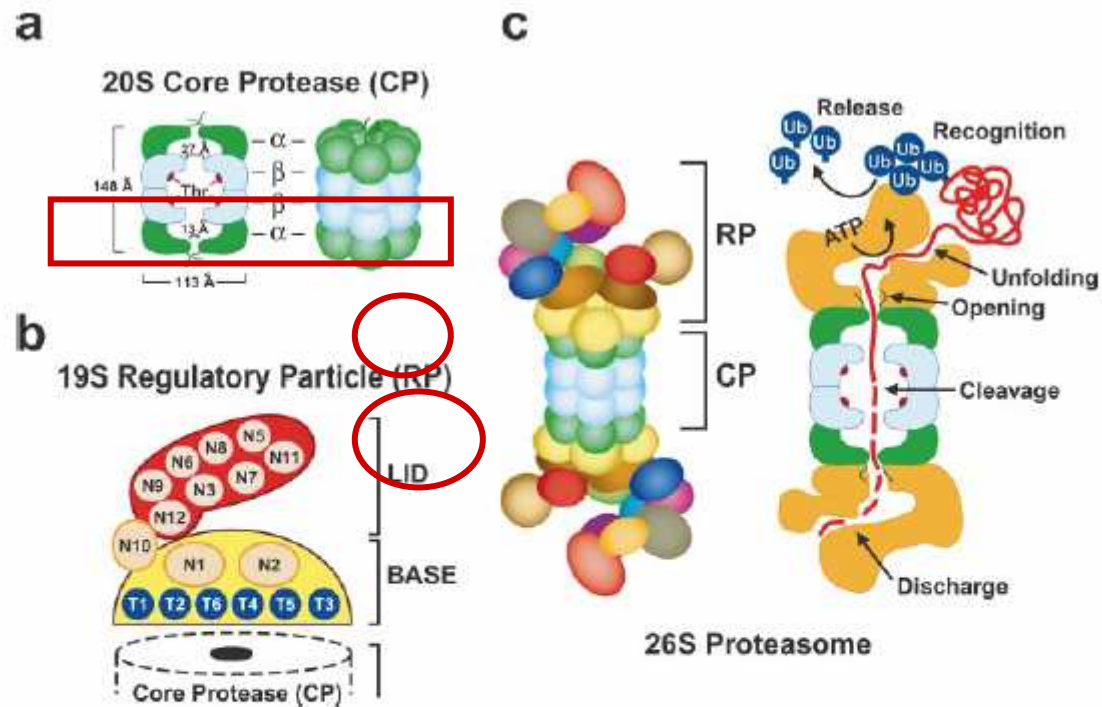 a
20S Core Protease (CP)
27 Å
148 Å
Thr
13 Å
113 Å
α
β
β
α
b
19S Regulatory Particle (RP)
N5
N8
N11
N6
N7
N9
N3
N12
LID
N10
N1 N2
BASE
T1 T2 T6 T4 T5 T3
Core Protease (CP)
c
RP
CP
Release
Ub
Ub
Ub
Recognition
Ub
Ub
Ub
Ub
ATP
Unfolding
Opening
Cleavage
Discharge
26S Proteasome